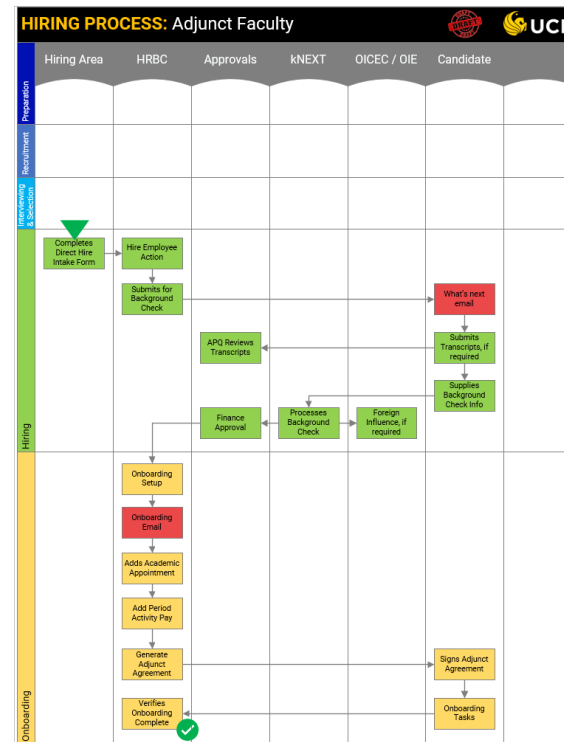 HIRING PROCESS: Adjunct Faculty
DRAFT
UCF
Hiring Area
HRBC
Approvals
kNEXT
OICEC / OIE
Candidate
Preparation
Recruitment
Interviewing
& Selection
Hiring
Completes
Direct Hire
Intake Form
Hire Employee
Action
Submits for
Background
Check
What's next
email
APQ Reviews
Transcripts
Submits
Transcripts, if
required
Supplies
Background
Check Info
Finance
Approval
Processes
Background
Check
Foreign
Influence, if
required
Onboarding
Onboarding
Setup
Onboarding
Email
Adds Academic
Appointment
Add Period
Activity Pay
Generate
Adjunct
Agreement
Signs Adjunct
Agreement
Verifies
Onboarding
Complete
Onboarding
Tasks